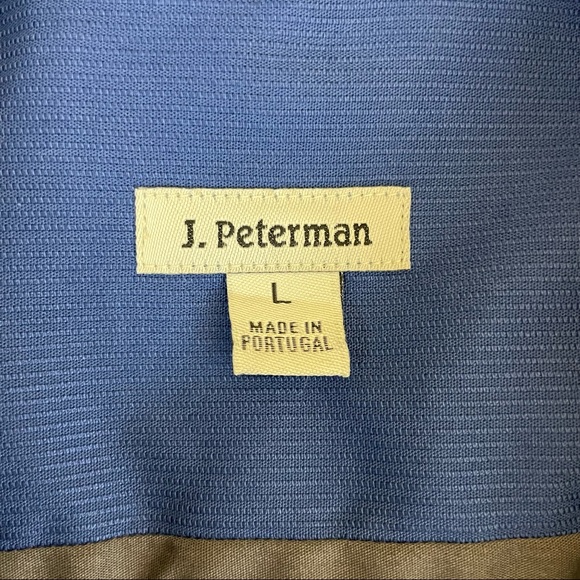 J. Peterman
L
MADE IN
PORTUGAL